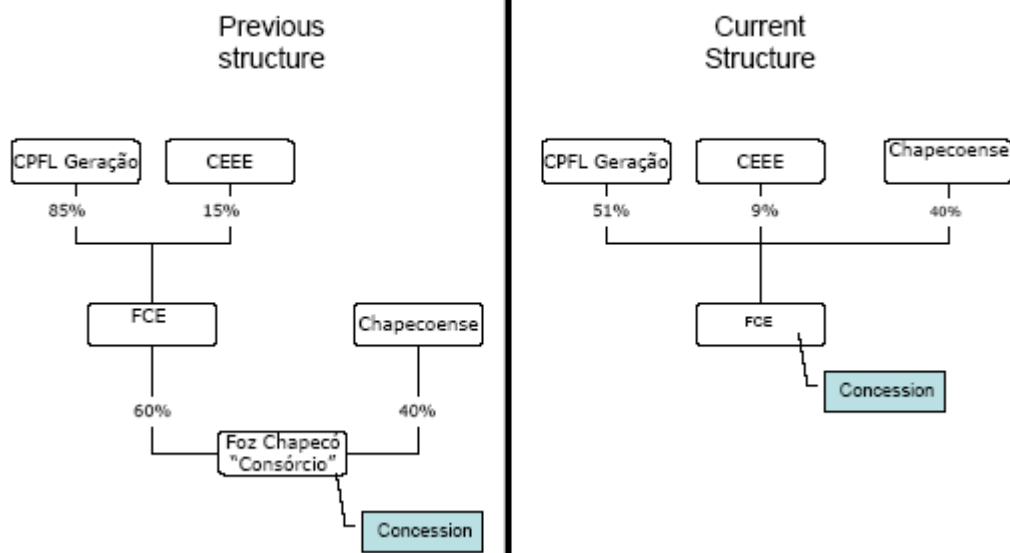 Previous
structure
CPFL Geração
CEEE
85%
15%
FCE
Chapecoense
60%
40%
Foz Chapecó
"Consórcio"
Concession
Current
Structure
CPFL Geração
CEEE
Chapecoense
51%
9%
40%
FCE
Concession